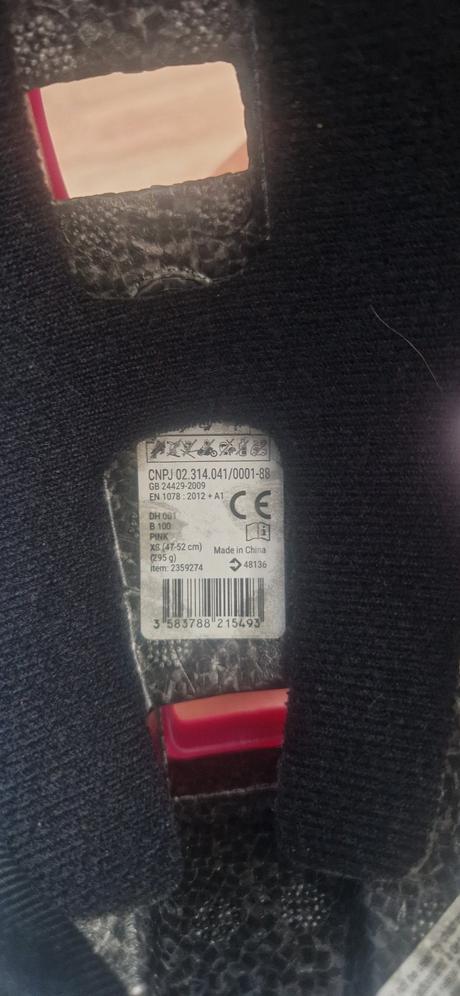 CNPJ 02.314.041/0001-88
GB 24429-2009
EN 1078 : 2012 + A1
CE
DH 001
B 100
PINK
XS (47-52 cm)
(295 g)
Made in China
Item: 2359274
48136
3 583788 215493